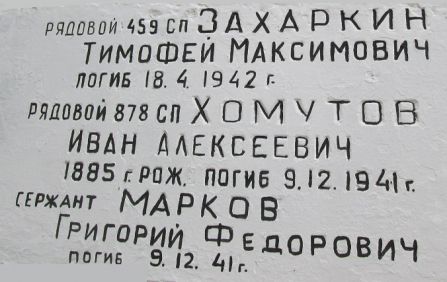 РЯДОВОЙ 459 СП ЗАХАРКИН
ТИМОФЕЙ МАКСИМОВИЧ
ПОГИБ 18.4.1942 г.
РЯДОВОЙ 878 СП ХОМУТОВ
ИВАН АЛЕКСЕЕВИЧ
1885 г. РОЖ. ПОГИБ 9.12.1941 г.
СЕРЖАНТ МАРКОВ
ГРИГОРИЙ ФЕДОРОВИЧ
ПОГИБ 9.12.41 г.